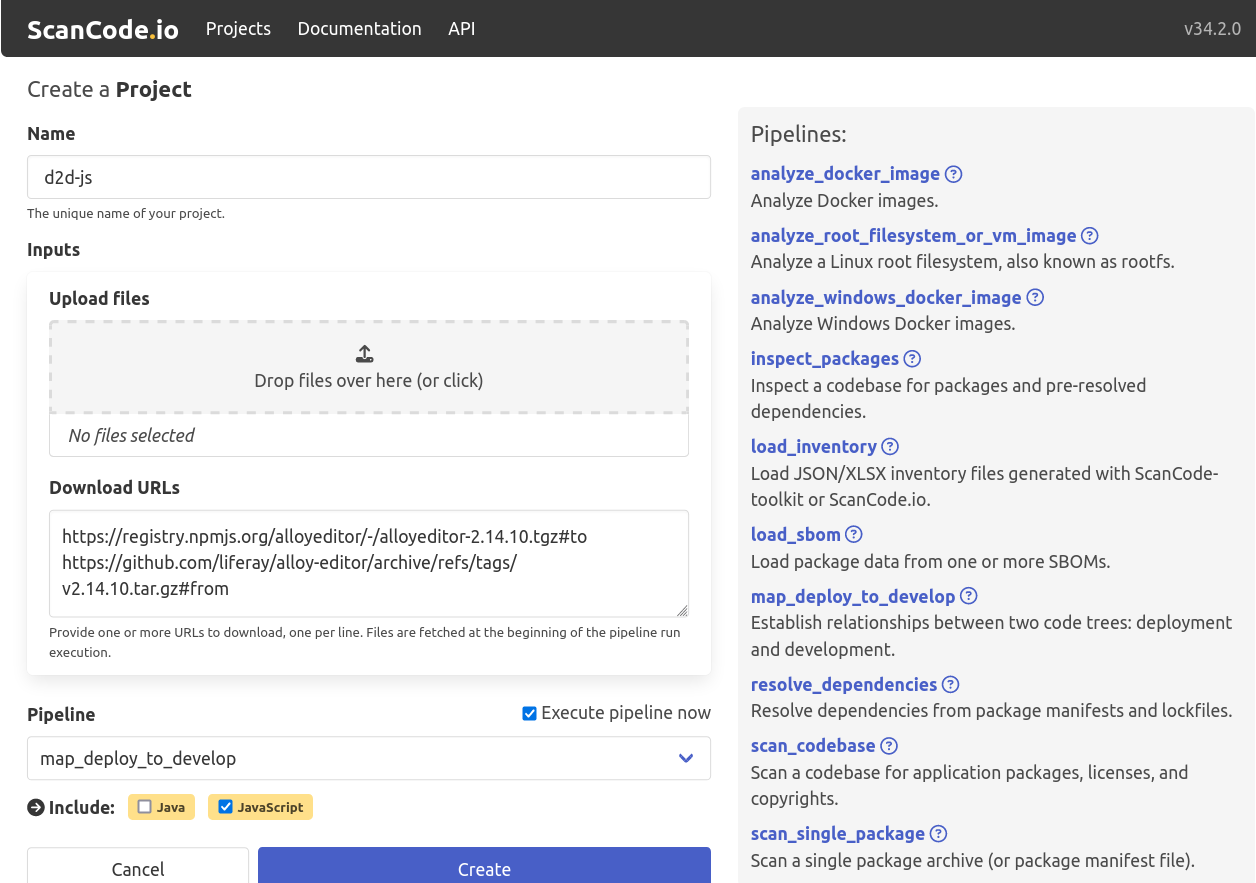 ScanCode.io Projects Documentation API v34.2.0
Create a Project
Name
d2d-js
The unique name of your project.
Inputs
Upload files
Drop files over here (or click)
No files selected
Download URLs
https://registry.npmjs.org/alloyeditor/-/alloyeditor-2.14.10.tgz#to
https://github.com/liferay/alloy-editor/archive/refs/tags/
v2.14.10.tar.gz#from
Provide one or more URLs to download, one per line. Files are fetched at the beginning of the pipeline run
execution.
Pipeline
Execute pipeline now
map_deploy_to_develop
Include: Java JavaScript
Cancel Create
Pipelines:
analyze_docker_image
Analyze Docker images.
analyze_root_filesystem_or_vm_image
Analyze a Linux root filesystem, also known as rootfs.
analyze_windows_docker_image
Analyze Windows Docker images.
inspect_packages
Inspect a codebase for packages and pre-resolved
dependencies.
load_inventory
Load JSON/XLSX inventory files generated with ScanCode-
toolkit or ScanCode.io.
load_sbom
Load package data from one or more SBOMs.
map_deploy_to_develop
Establish relationships between two code trees: deployment
and development.
resolve_dependencies
Resolve dependencies from package manifests and lockfiles.
scan_codebase
Scan a codebase for application packages, licenses, and
copyrights.
scan_single_package
Scan a single package archive (or package manifest file).